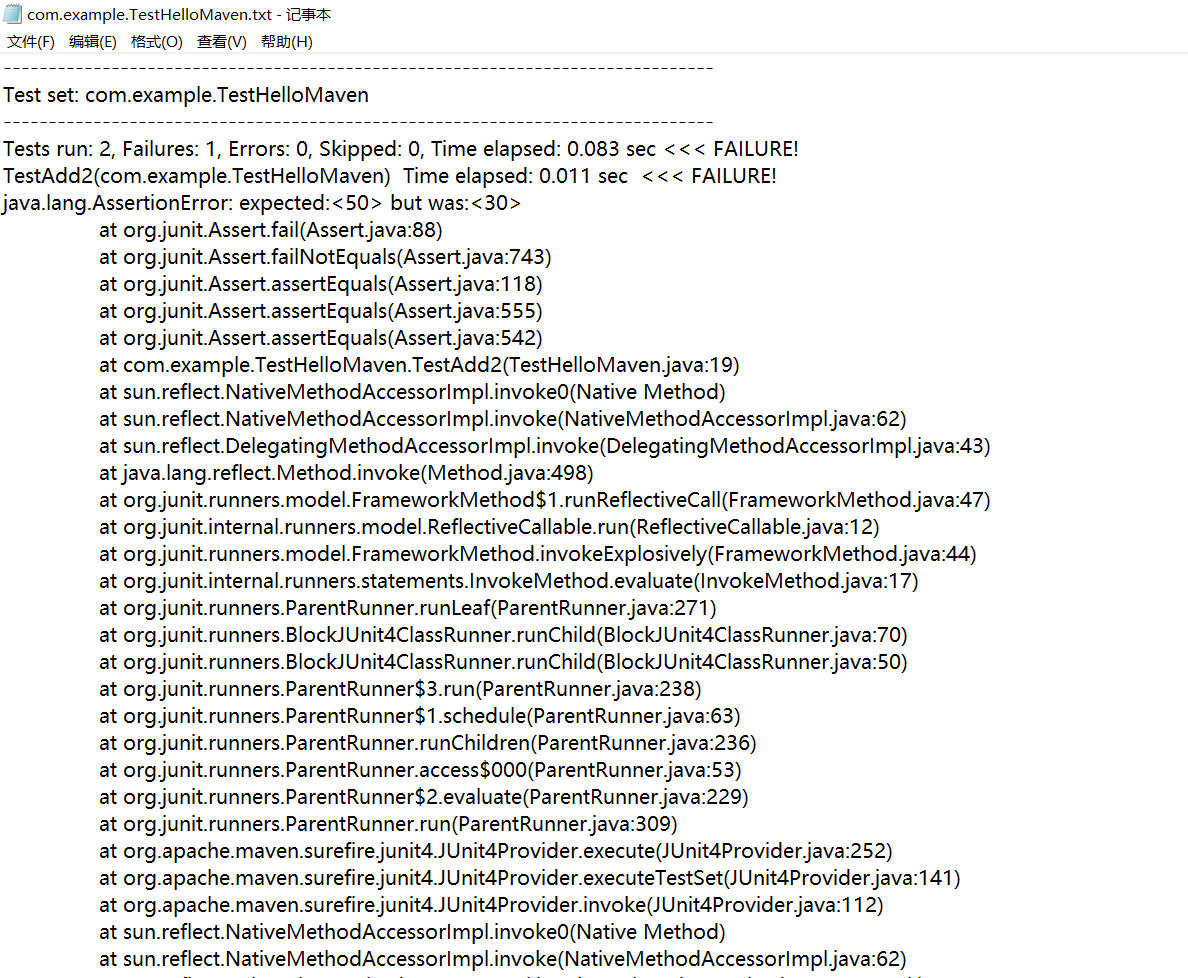 com.example.TestHelloMaven.txt - 记事本
文件(F) 编辑(E) 格式(O) 查看(V) 帮助(H)
-------------------------------------------------------------------------------
Test set: com.example.TestHelloMaven
-------------------------------------------------------------------------------
Tests run: 2, Failures: 1, Errors: 0, Skipped: 0, Time elapsed: 0.083 sec <<< FAILURE!
TestAdd2(com.example.TestHelloMaven)  Time elapsed: 0.011 sec  <<< FAILURE!
java.lang.AssertionError: expected:<50> but was:<30>
at org.junit.Assert.fail(Assert.java:88)
at org.junit.Assert.failNotEquals(Assert.java:743)
at org.junit.Assert.assertEquals(Assert.java:118)
at org.junit.Assert.assertEquals(Assert.java:555)
at org.junit.Assert.assertEquals(Assert.java:542)
at com.example.TestHelloMaven.TestAdd2(TestHelloMaven.java:19)
at sun.reflect.NativeMethodAccessorImpl.invoke0(Native Method)
at sun.reflect.NativeMethodAccessorImpl.invoke(NativeMethodAccessorImpl.java:62)
at sun.reflect.DelegatingMethodAccessorImpl.invoke(DelegatingMethodAccessorImpl.java:43)
at java.lang.reflect.Method.invoke(Method.java:498)
at org.junit.runners.model.FrameworkMethod$1.runReflectiveCall(FrameworkMethod.java:47)
at org.junit.internal.runners.model.ReflectiveCallable.run(ReflectiveCallable.java:12)
at org.junit.runners.model.FrameworkMethod.invokeExplosively(FrameworkMethod.java:44)
at org.junit.internal.runners.statements.InvokeMethod.evaluate(InvokeMethod.java:17)
at org.junit.runners.ParentRunner.runLeaf(ParentRunner.java:271)
at org.junit.runners.BlockJUnit4ClassRunner.runChild(BlockJUnit4ClassRunner.java:70)
at org.junit.runners.BlockJUnit4ClassRunner.runChild(BlockJUnit4ClassRunner.java:50)
at org.junit.runners.ParentRunner$3.run(ParentRunner.java:238)
at org.junit.runners.ParentRunner$1.schedule(ParentRunner.java:63)
at org.junit.runners.ParentRunner.runChildren(ParentRunner.java:236)
at org.junit.runners.ParentRunner.access$000(ParentRunner.java:53)
at org.junit.runners.ParentRunner$2.evaluate(ParentRunner.java:229)
at org.junit.runners.ParentRunner.run(ParentRunner.java:309)
at org.apache.maven.surefire.junit4.JUnit4Provider.execute(JUnit4Provider.java:252)
at org.apache.maven.surefire.junit4.JUnit4Provider.executeTestSet(JUnit4Provider.java:141)
at org.apache.maven.surefire.junit4.JUnit4Provider.invoke(JUnit4Provider.java:112)
at sun.reflect.NativeMethodAccessorImpl.invoke0(Native Method)
at sun.reflect.NativeMethodAccessorImpl.invoke(NativeMethodAccessorImpl.java:62)